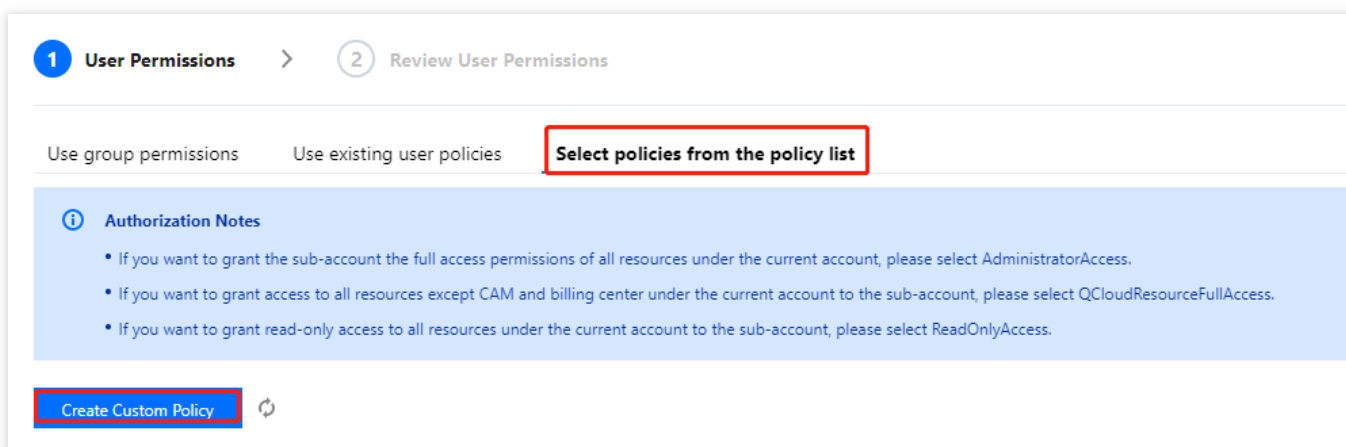 1 User Permissions > 2 Review User Permissions
Use group permissions Use existing user policies Select policies from the policy list
Authorization Notes
• If you want to grant the sub-account the full access permissions of all resources under the current account, please select AdministratorAccess.
• If you want to grant access to all resources except CAM and billing center under the current account to the sub-account, please select QCloudResourceFullAccess.
• If you want to grant read-only access to all resources under the current account to the sub-account, please select ReadOnlyAccess.
Create Custom Policy